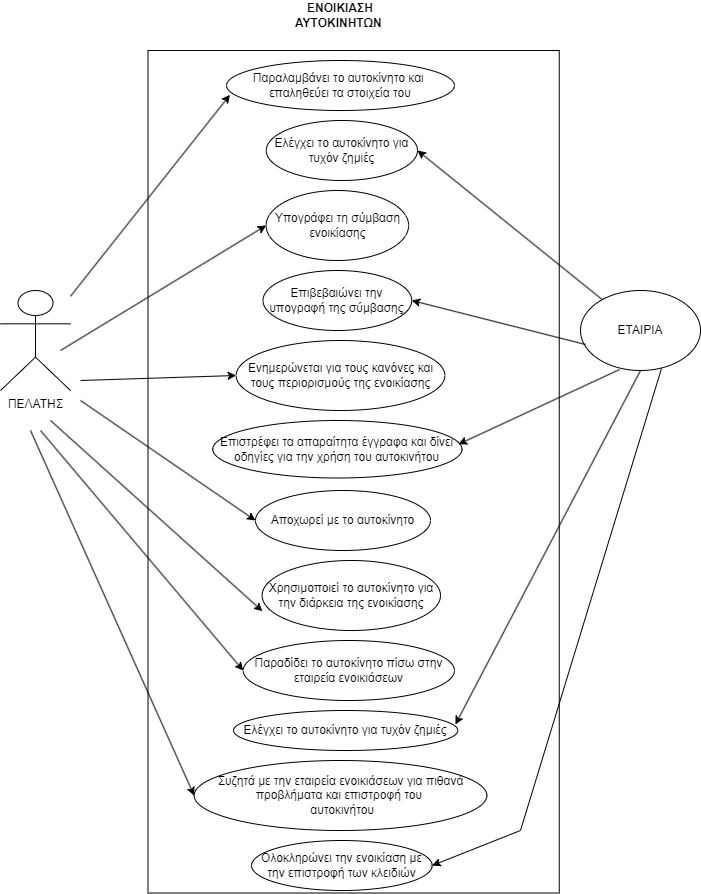 ΕΝΟΙΚΙΑΣΗ
ΑΥΤΟΚΙΝΗΤΩΝ
Παραλαμβάνει το αυτοκίνητο και
επαληθεύει τα στοιχεία του
Ελέγχει το αυτοκίνητο για
τυχόν ζημιές
Υπογράφει τη σύμβαση
ενοικίασης
Επιβεβαιώνει την
υπογραφή της σύμβασης
ΕΤΑΙΡΙΑ
Ενημερώνεται για τους κανόνες και
τους περιορισμούς της ενοικίασης
ΠΕΛΑΤΗΣ
Επιστρέφει τα απαραίτητα έγγραφα και δίνει
οδηγίες για την χρήση του αυτοκινήτου
Αποχωρεί με το αυτοκίνητο
Χρησιμοποιεί το αυτοκίνητο για
την διάρκεια της ενοικίασης
Παραδίδει το αυτοκίνητο πίσω στην
εταιρεία ενοικιάσεων
Ελέγχει το αυτοκίνητο για τυχόν ζημιές
Συζητά με την εταιρεία ενοικιάσεων για πιθανά
προβλήματα και επιστροφή του
αυτοκινήτου
Ολοκληρώνει την ενοικίαση με
την επιστροφή των κλειδιών